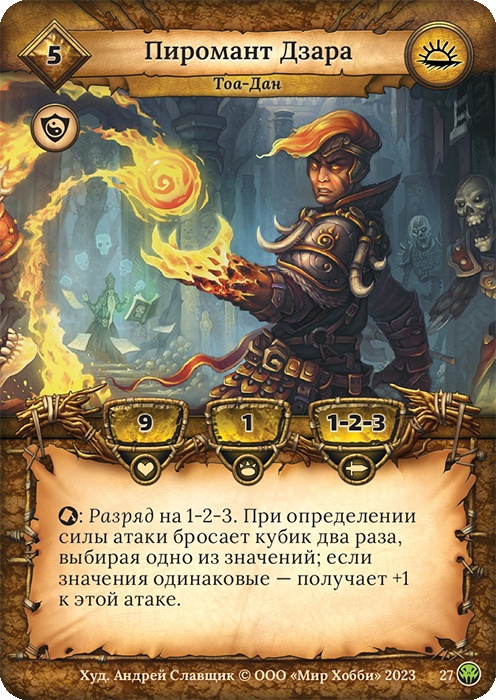 5
Пиромант Дзара
Тоа-Дан
9 1 1-2-3
: Разряд на 1-2-3. При определении
силы атаки бросает кубик два раза,
выбирая одно из значений; если
значения одинаковые — получает +1
к этой атаке.
Худ. Андрей Славщик © ООО «Мир Хобби» 2023 27